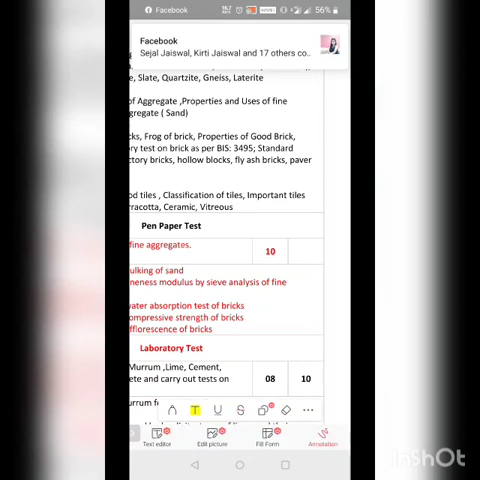 Facebook
56%
Facebook
Sejal Jaiswal, Kirti Jaiswal and 17 others co..
e, Slate, Quartzite, Gneiss, Laterite
of Aggregate ,Properties and Uses of fine
gregate ( Sand)
cks, Frog of brick, Properties of Good Brick,
ory test on brick as per BIS: 3495; Standard
ctory bricks, hollow blocks, fly ash bricks, paver
od tiles , Classification of tiles, Important tiles
rracotta, Ceramic, Vitreous
Pen Paper Test
fine aggregates.
10
ulking of sand
neness modulus by sieve analysis of fine
water absorption test of bricks
ompressive strength of bricks
fflorescence of bricks
Laboratory Test
Murrum ,Lime, Cement,
ete and carry out tests on
08
10
urrum fo
Text editor
Edit picture
Fill Form
Annotation
InShOt